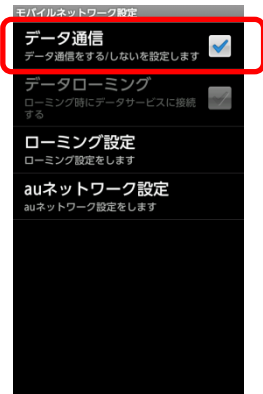 モバイルネットワーク設定
データ通信
データ通信をする/しないを設定します
データローミング
ローミング時にデータサービスに接続
する
ローミング設定
ローミング設定をします
auネットワーク設定
auネットワーク設定をします